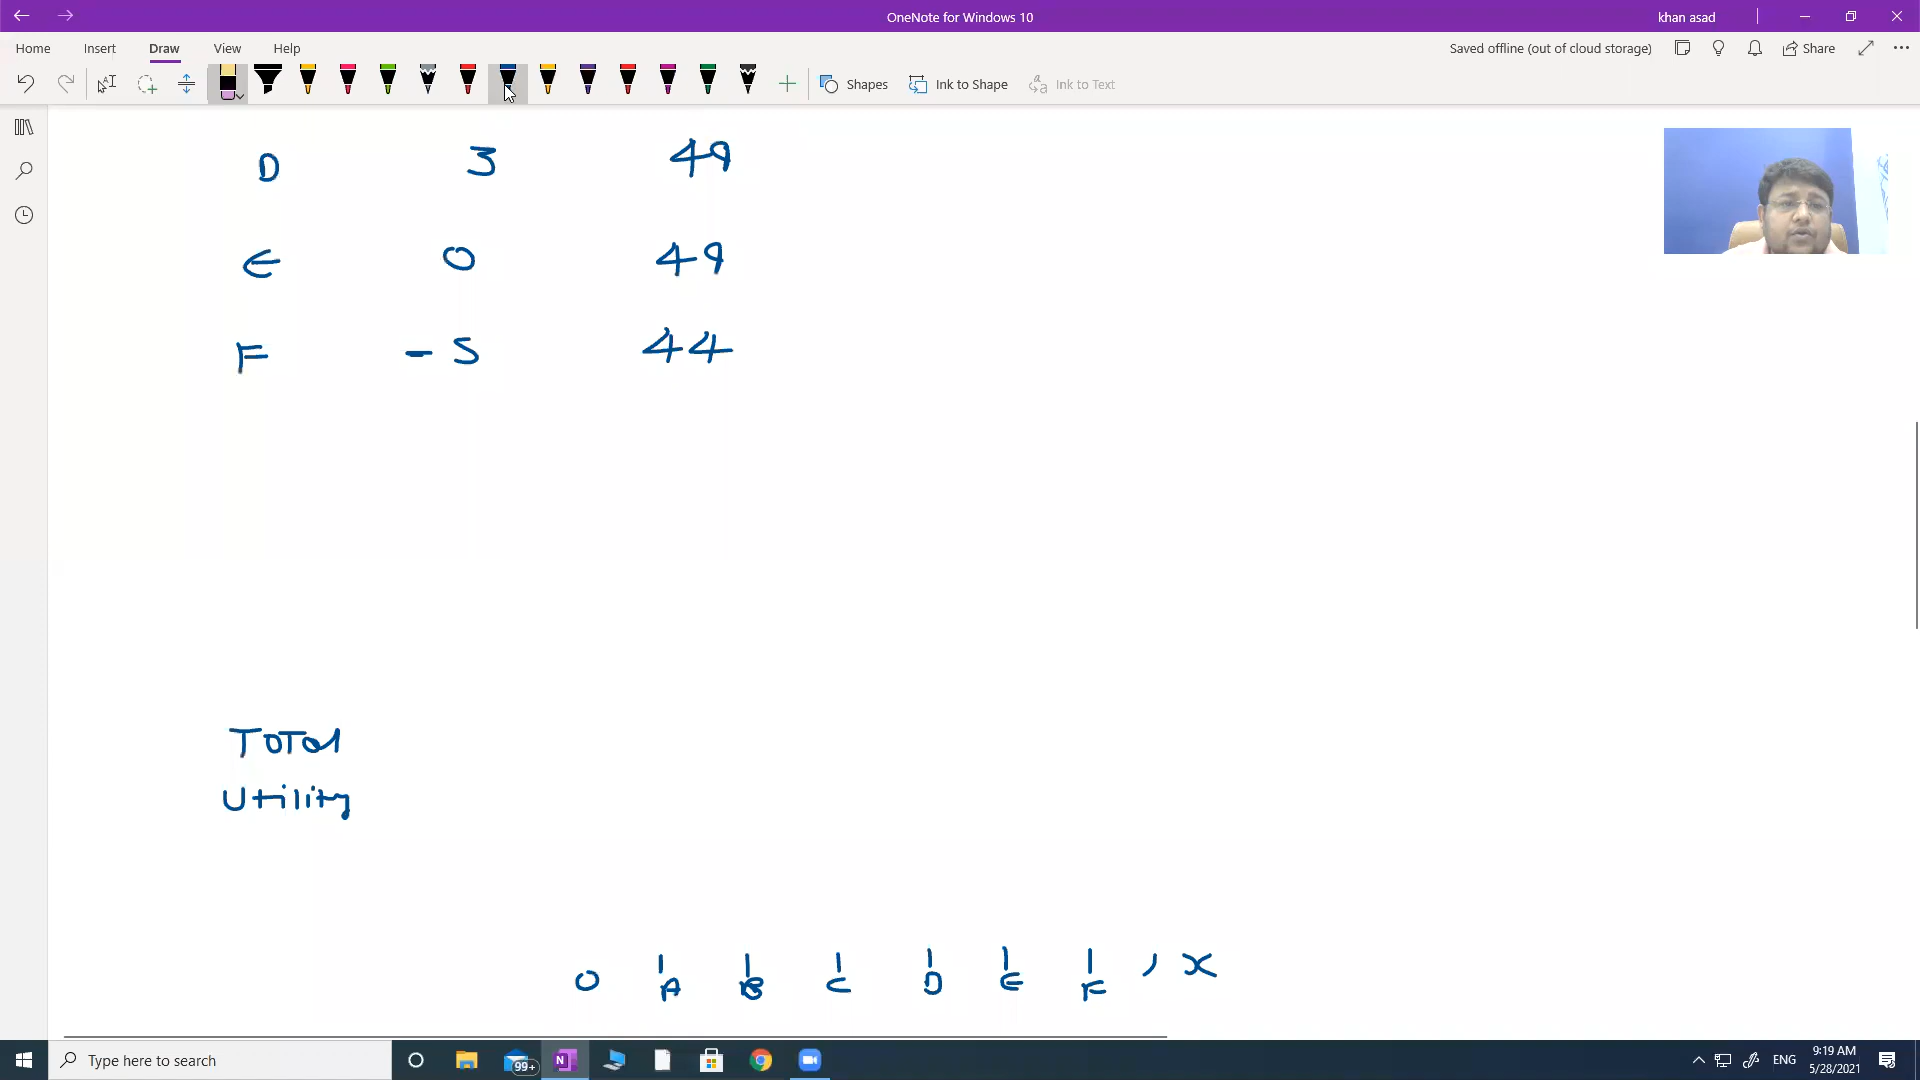 OneNote for Windows 10
khan asad
Home Insert Draw View Help
Saved offline (out of cloud storage)
Share
Shapes
Ink to Shape
Ink to Text
D 3 49
E 0 49
F - 5 44
Total
Utility
O A B C D E F , X
Type here to search
99+
ENG
9:19 AM
5/28/2021